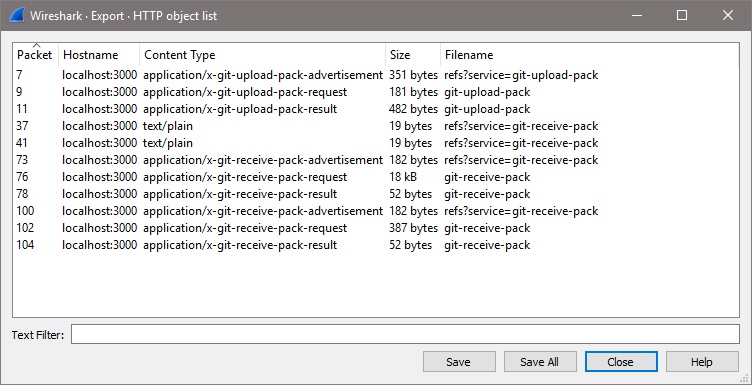 Wireshark · Export · HTTP object list
Packet Hostname Content Type Size Filename
7 localhost:3000 application/x-git-upload-pack-advertisement 351 bytes refs?service=git-upload-pack
9 localhost:3000 application/x-git-upload-pack-request 181 bytes git-upload-pack
11 localhost:3000 application/x-git-upload-pack-result 482 bytes git-upload-pack
37 localhost:3000 text/plain 19 bytes refs?service=git-receive-pack
41 localhost:3000 text/plain 19 bytes refs?service=git-receive-pack
73 localhost:3000 application/x-git-receive-pack-advertisement 182 bytes refs?service=git-receive-pack
76 localhost:3000 application/x-git-receive-pack-request 18 kB git-receive-pack
78 localhost:3000 application/x-git-receive-pack-result 52 bytes git-receive-pack
100 localhost:3000 application/x-git-receive-pack-advertisement 182 bytes refs?service=git-receive-pack
102 localhost:3000 application/x-git-receive-pack-request 387 bytes git-receive-pack
104 localhost:3000 application/x-git-receive-pack-result 52 bytes git-receive-pack
Text Filter:
Save Save All Close Help